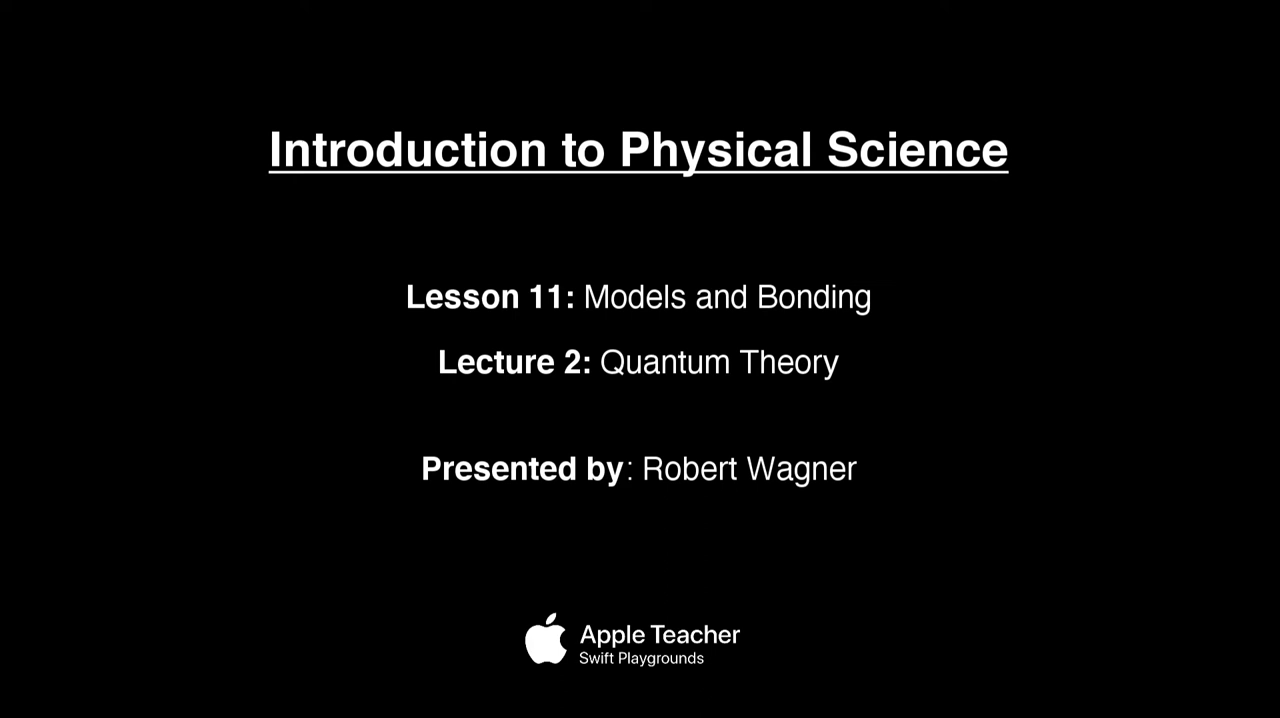 Introduction to Physical Science
Lesson 11: Models and Bonding
Lecture 2: Quantum Theory
Presented by: Robert Wagner
Apple Teacher
Swift Playgrounds